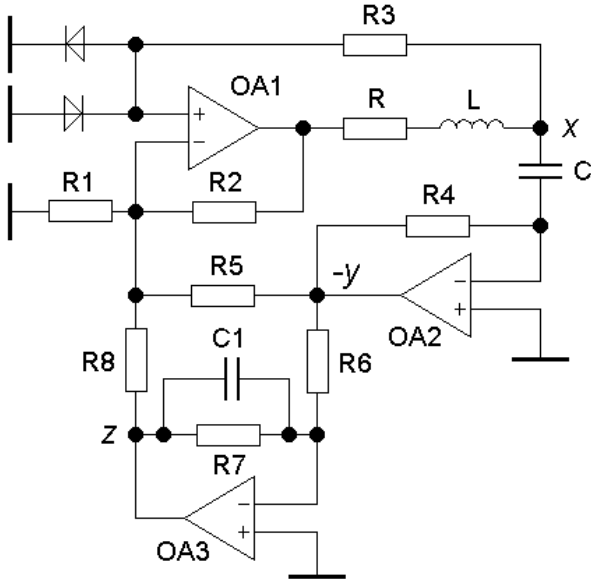 R3
OA1
R
L
x
+
−
C
R1
R2
R4
R5
-y
−
+
OA2
R8
C1
R6
z
R7
−
+
OA3